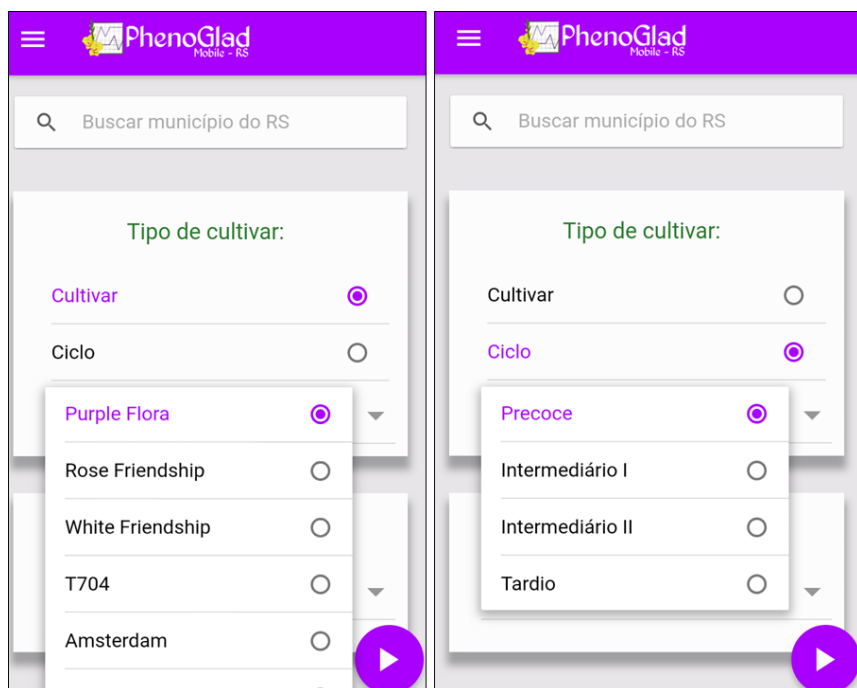 PhenoGlad
Mobile - RS
Buscar município do RS
Tipo de cultivar:
Cultivar
Ciclo
Purple Flora
Rose Friendship
White Friendship
T704
Amsterdam
PhenoGlad
Mobile - RS
Buscar município do RS
Tipo de cultivar:
Cultivar
Ciclo
Precoce
Intermediário I
Intermediário II
Tardio